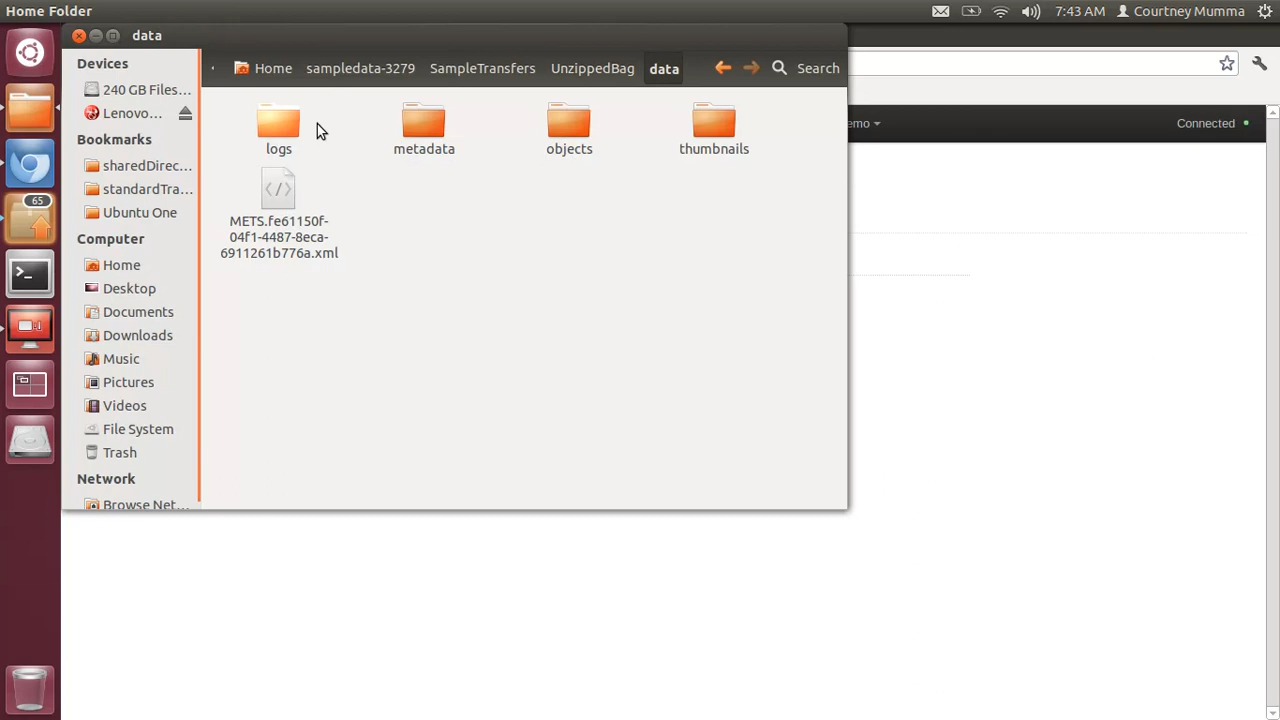 Home Folder
7:43 AM
Courtney Mumma
data
Devices
240 GB Files...
Lenovo...
Bookmarks
sharedDirec...
standardTra...
Ubuntu One
Computer
Home
Desktop
Documents
Downloads
Music
Pictures
Videos
File System
Trash
Network
Browse Net...
Home
sampledata-3279
SampleTransfers
UnzippedBag
data
Search
logs
metadata
objects
thumbnails
METS.fe61150f-
04f1-4487-8eca-
6911261b776a.xml
emo
Connected
65